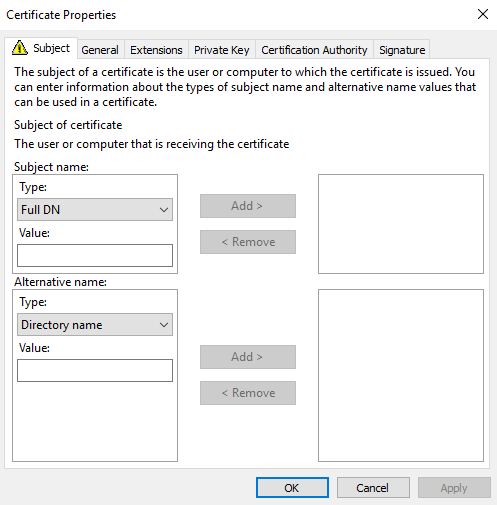 Certificate Properties
Subject General Extensions Private Key Certification Authority Signature
The subject of a certificate is the user or computer to which the certificate is issued. You
can enter information about the types of subject name and alternative name values that
can be used in a certificate.
Subject of certificate
The user or computer that is receiving the certificate
Subject name:
Type:
Full DN
Add >
Value:
< Remove
Alternative name:
Type:
Directory name
Value:
Add >
< Remove
OK Cancel Apply